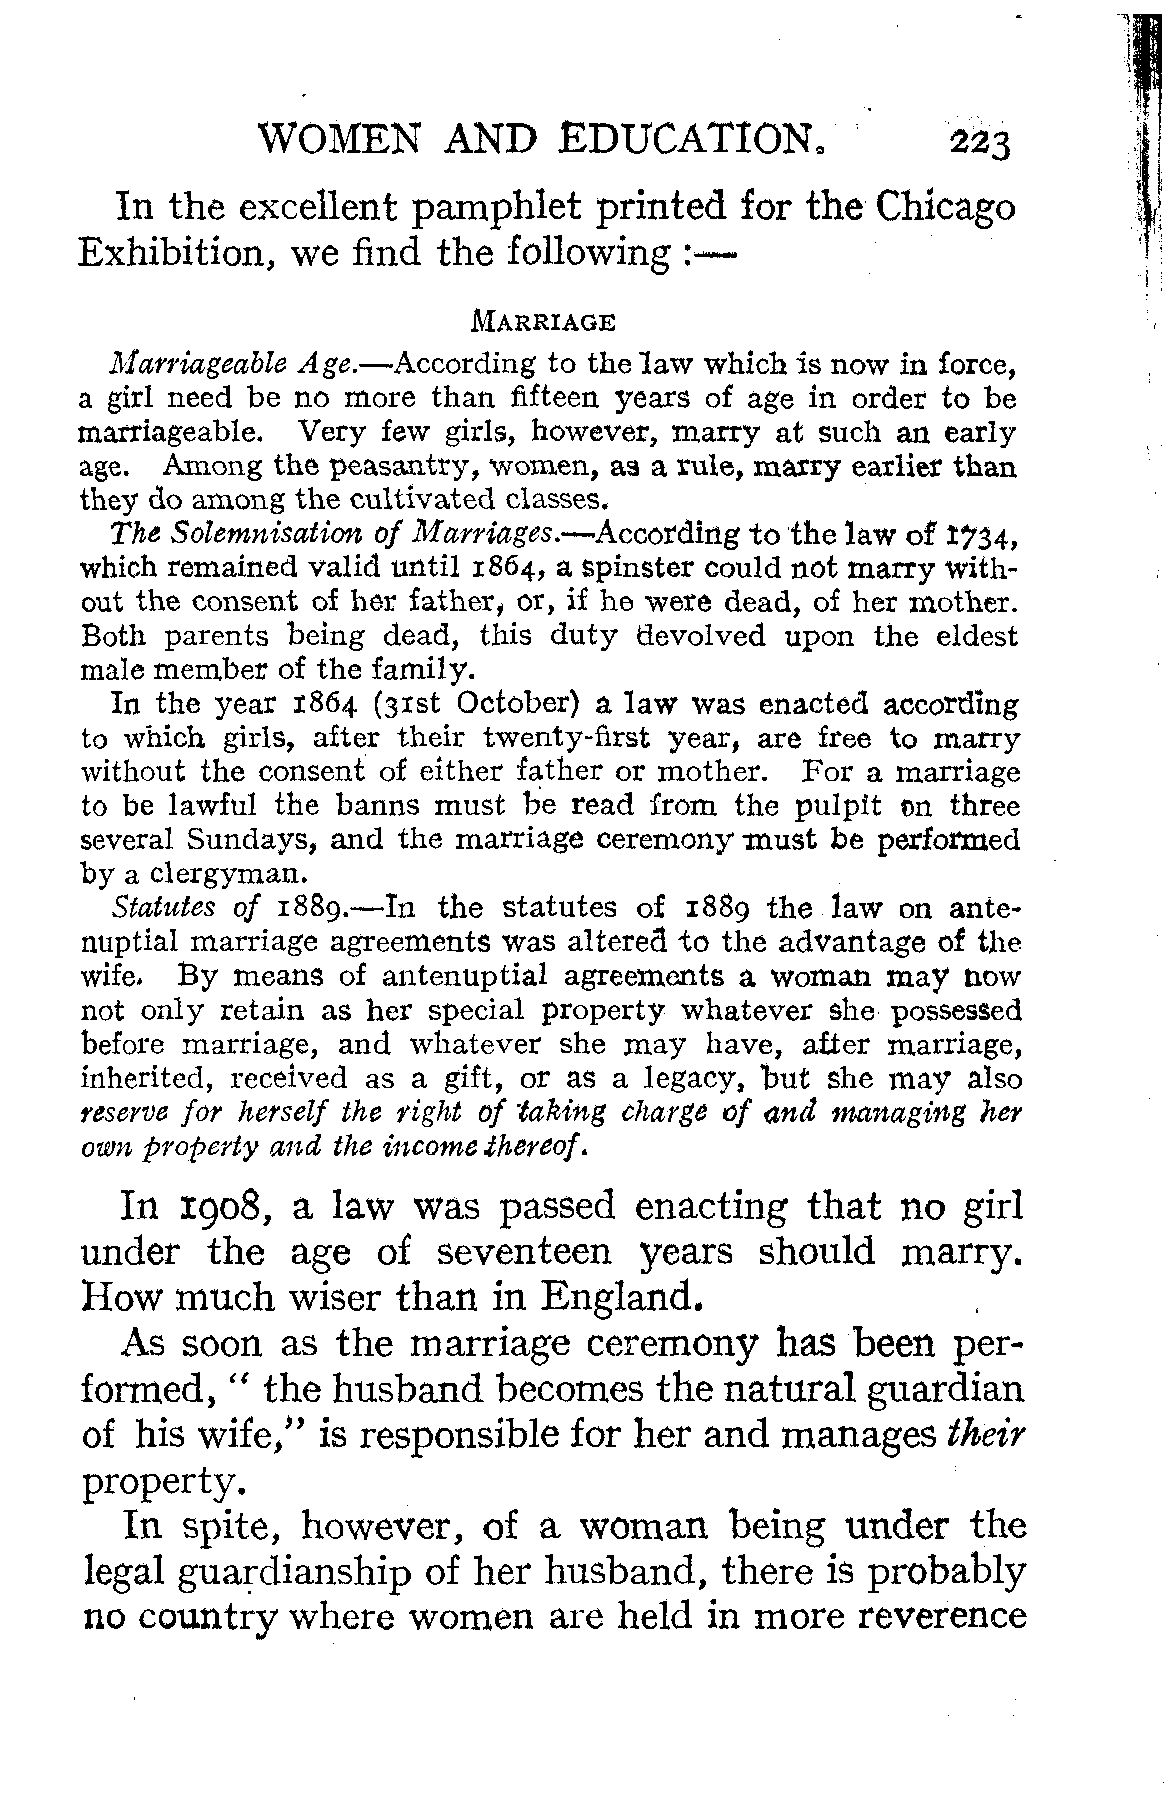 WOMEN AND EDUCATION. 223
In the excellent pamphlet printed for the Chicago
Exhibition, we find the following :—
MARRIAGE
Marriageable Age.—According to the law which is now in force,
a girl need be no more than fifteen years of age in order to be
marriageable. Very few girls, however, marry at such an early
age. Among the peasantry, women, as a rule, marry earlier than
they do among the cultivated classes.
The Solemnisation of Marriages.—According to the law of 1734,
which remained valid until 1864, a spinster could not marry with-
out the consent of her father, or, if he were dead, of her mother.
Both parents being dead, this duty devolved upon the eldest
male member of the family.
In the year 1864 (31st October) a law was enacted according
to which girls, after their twenty-first year, are free to marry
without the consent of either father or mother. For a marriage
to be lawful the banns must be read from the pulpit on three
several Sundays, and the marriage ceremony must be performed
by a clergyman.
Statutes of 1889.—In the statutes of 1889 the law on ante-
nuptial marriage agreements was altered to the advantage of the
wife. By means of antenuptial agreements a woman may now
not only retain as her special property whatever she possessed
before marriage, and whatever she may have, after marriage,
inherited, received as a gift, or as a legacy, but she may also
reserve for herself the right of taking charge of and managing her
own property and the income thereof.
In 1908, a law was passed enacting that no girl
under the age of seventeen years should marry.
How much wiser than in England.
As soon as the marriage ceremony has been per-
formed, " the husband becomes the natural guardian
of his wife," is responsible for her and manages their
property.
In spite, however, of a woman being under the
legal guardianship of her husband, there is probably
no country where women are held in more reverence